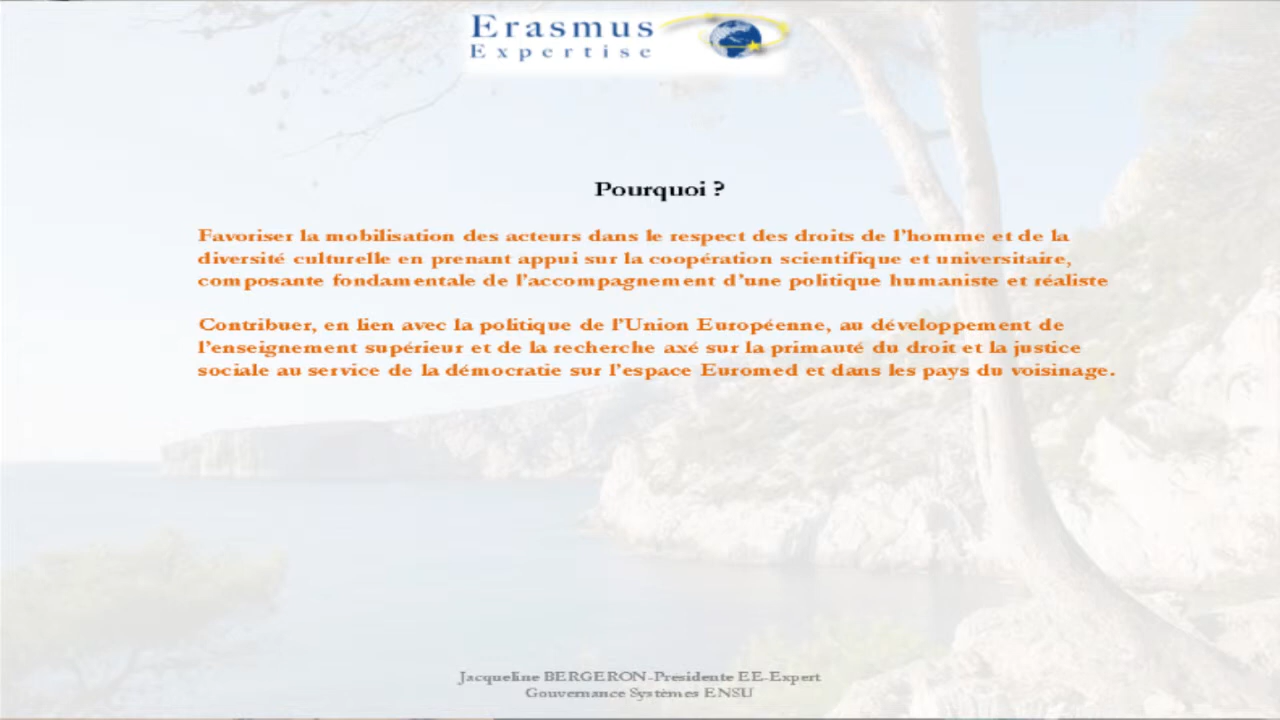 Erasmus
Expertise
Pourquoi ?
Favoriser la mobilisation des acteurs dans le respect des droits de l'homme et de la
diversité culturelle en prenant appui sur la coopération scientifique et universitaire,
composante fondamentale de l'accompagnement d'une politique humaniste et réaliste
Contribuer, en lien avec la politique de l'Union Européenne, au développement de
l'enseignement supérieur et de la recherche axé sur la primauté du droit et la justice
sociale au service de la démocratie sur l'espace Euromed et dans les pays du voisinage.
Jacqueline BERGERON-Presidente EE-Expert
Gouvernance Systèmes ENSU